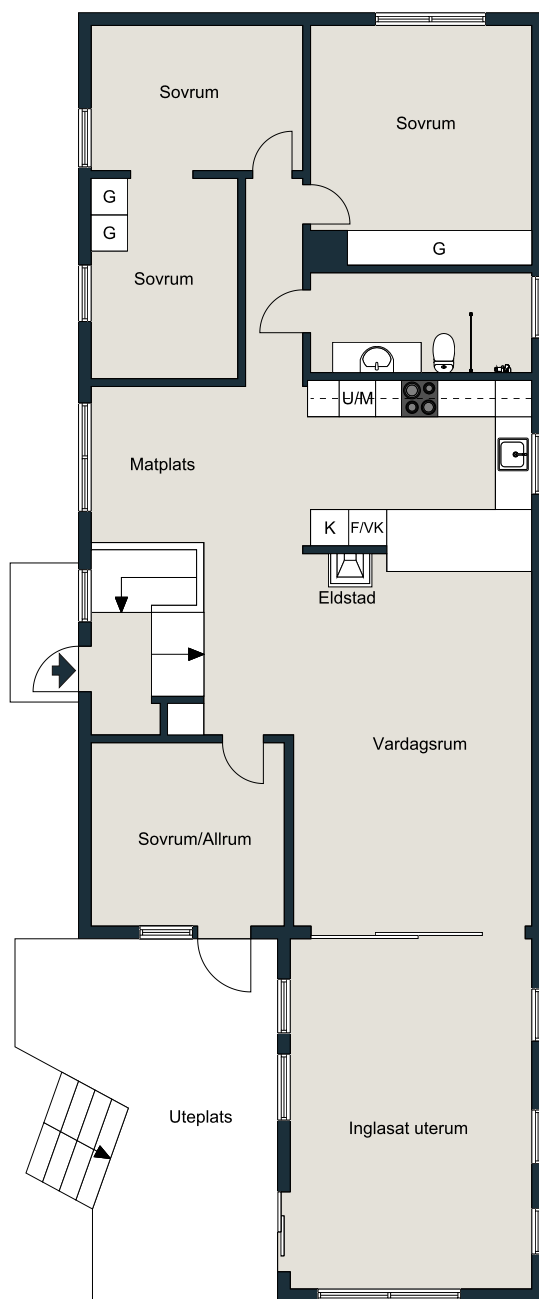 Sovrum
Sovrum
G
G
G
Sovrum
U/M
Matplats
K
F/VK
Eldstad
Vardagsrum
Sovrum/Allrum
Uteplats
Inglasat uterum